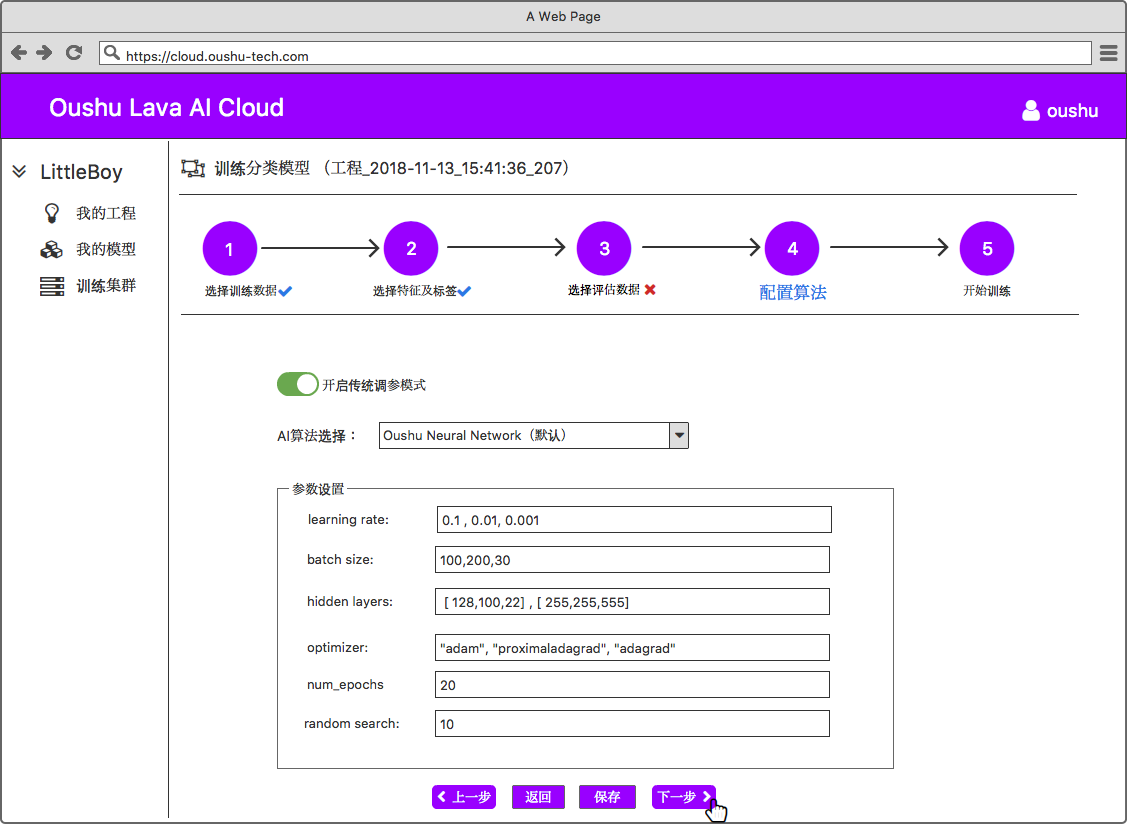 A Web Page
https://cloud.oushu-tech.com
Oushu Lava AI Cloud
oushu
LittleBoy
我的工程
我的模型
训练集群
训练分类模型 （工程_2018-11-13_15:41:36_207）
1
2
3
4
5
选择训练数据
选择特征及标签
选择评估数据
配置算法
开始训练
开启传统调参模式
AI算法选择： Oushu Neural Network（默认）
参数设置
learning rate: 0.1 , 0.01, 0.001
batch size: 100,200,30
hidden layers: [ 128,100,22] , [ 255,255,555]
optimizer: "adam", "proximaladagrad", "adagrad"
num_epochs 20
random search: 10
上一步 返回 保存 下一步